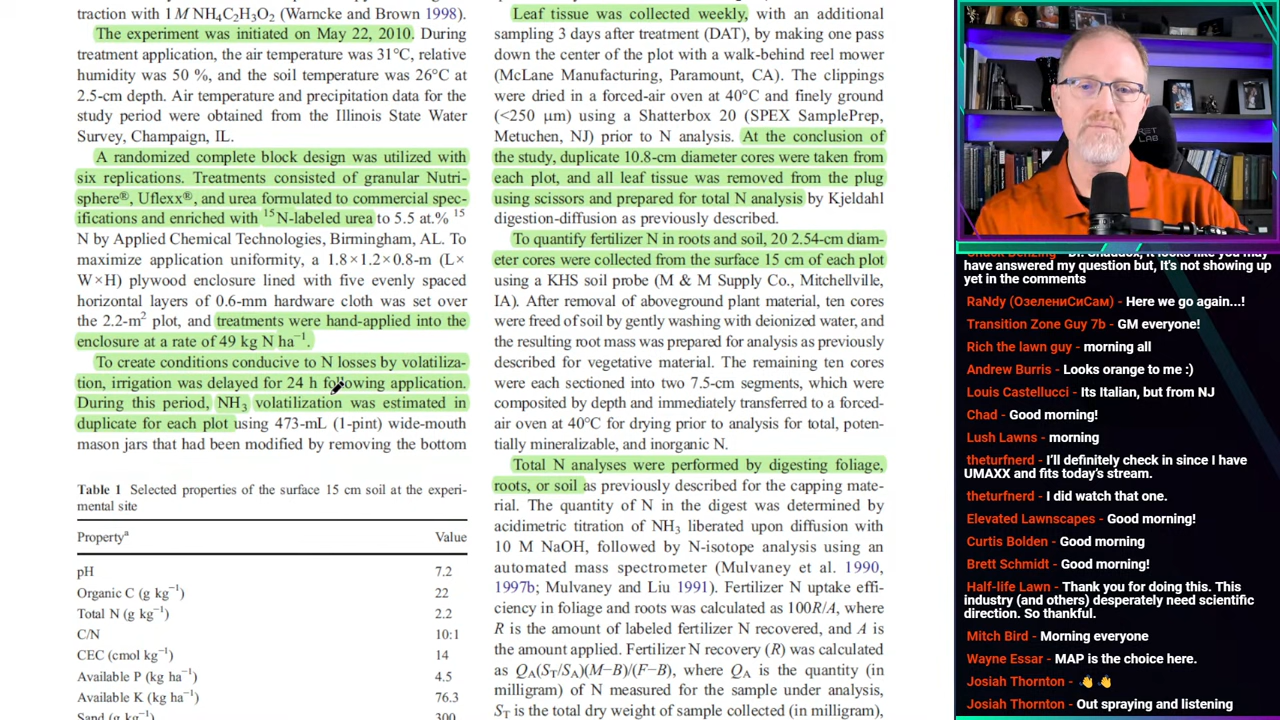 traction with 1 M NH4C2H3O2 (Warncke and Brown 1998).
The experiment was initiated on May 22, 2010. During
treatment application, the air temperature was 31°C, relative
humidity was 50 %, and the soil temperature was 26°C at
2.5-cm depth. Air temperature and precipitation data for the
study period were obtained from the Illinois State Water
Survey, Champaign, IL.
A randomized complete block design was utilized with
six replications. Treatments consisted of granular Nutri-
sphere®, Uflexx®, and urea formulated to commercial spec-
ifications and enriched with 15N-labeled urea to 5.5 at.% 15
N by Applied Chemical Technologies, Birmingham, AL. To
maximize application uniformity, a 1.8×1.2×0.8-m (L×
W×H) plywood enclosure lined with five evenly spaced
horizontal layers of 0.6-mm hardware cloth was set over
the 2.2-m2 plot, and treatments were hand-applied into the
enclosure at a rate of 49 kg N ha−1.
To create conditions conducive to N losses by volatiliza-
tion, irrigation was delayed for 24 h following application.
During this period, NH3 volatilization was estimated in
duplicate for each plot using 473-mL (1-pint) wide-mouth
mason jars that had been modified by removing the bottom
Table 1 Selected properties of the surface 15 cm soil at the experi-
mental site
Propertya Value
pH 7.2
Organic C (g kg−1) 22
Total N (g kg−1) 2.2
C/N 10:1
CEC (cmol kg−1) 14
Available P (kg ha−1) 4.5
Available K (kg ha−1) 76.3
Sand (g kg−1) 300
Leaf tissue was collected weekly, with an additional
sampling 3 days after treatment (DAT), by making one pass
down the center of the plot with a walk-behind reel mower
(McLane Manufacturing, Paramount, CA). The clippings
were dried in a forced-air oven at 40°C and finely ground
(<250 μm) using a Shatterbox 20 (SPEX SamplePrep,
Metuchen, NJ) prior to N analysis. At the conclusion of
the study, duplicate 10.8-cm diameter cores were taken from
each plot, and all leaf tissue was removed from the plug
using scissors and prepared for total N analysis by Kjeldahl
digestion-diffusion as previously described.
To quantify fertilizer N in roots and soil, 20 2.54-cm diam-
eter cores were collected from the surface 15 cm of each plot
using a KHS soil probe (M & M Supply Co., Mitchellville,
IA). After removal of aboveground plant material, ten cores
were freed of soil by gently washing with deionized water, and
the resulting root mass was prepared for analysis as previously
described for vegetative material. The remaining ten cores
were each sectioned into two 7.5-cm segments, which were
composited by depth and immediately transferred to a forced-
air oven at 40°C for drying prior to analysis for total, poten-
tially mineralizable, and inorganic N.
Total N analyses were performed by digesting foliage,
roots, or soil as previously described for the capping mate-
rial. The quantity of N in the digest was determined by
acidimetric titration of NH3 liberated upon diffusion with
10 M NaOH, followed by N-isotope analysis using an
automated mass spectrometer (Mulvaney et al. 1990,
1997b; Mulvaney and Liu 1991). Fertilizer N uptake effi-
ciency in foliage and roots was calculated as 100R/A, where
R is the amount of labeled fertilizer N recovered, and A is
the amount applied. Fertilizer N recovery (R) was calculated
as QA(ST/SA)(M−B)/(F−B), where QA is the quantity (in
milligram) of N measured for the sample under analysis,
ST is the total dry weight of sample collected (in milligram),
have answered my question but, it's not showing up
yet in the comments
RaNdy (ОзелениСиСам) - Here we go again...!
Transition Zone Guy 7b - GM everyone!
Rich the lawn guy - morning all
Andrew Burris - Looks orange to me :)
Louis Castellucci - Its Italian, but from NJ
Chad - Good morning!
Lush Lawns - morning
theturfnerd - I'll definitely check in since I have
UMAXX and fits today's stream.
theturfnerd - I did watch that one.
Elevated Lawnscapes - Good morning!
Curtis Bolden - Good morning
Brett Schmidt - Good morning!
Half-life Lawn - Thank you for doing this. This
industry (and others) desperately need scientific
direction. So thankful.
Mitch Bird - Morning everyone
Wayne Essar - MAP is the choice here.
Josiah Thornton - 👋👋
Josiah Thornton - Out spraying and listening